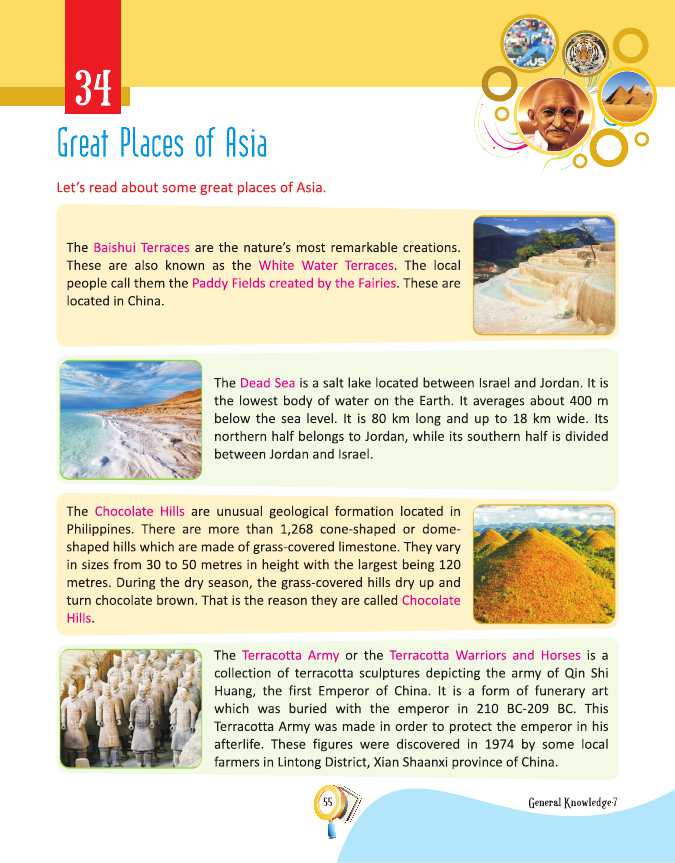 34
Great Places of Asia
Let's read about some great places of Asia.
The Baishui Terraces are the nature's most remarkable creations.
These are also known as the White Water Terraces. The local
people call them the Paddy Fields created by the Fairies. These are
located in China.
The Dead Sea is a salt lake located between Israel and Jordan. It is
the lowest body of water on the Earth. It averages about 400 m
below the sea level. It is 80 km long and up to 18 km wide. Its
northern half belongs to Jordan, while its southern half is divided
between Jordan and Israel.
The Chocolate Hills are unusual geological formation located in
Philippines. There are more than 1,268 cone-shaped or dome-
shaped hills which are made of grass-covered limestone. They vary
in sizes from 30 to 50 metres in height with the largest being 120
metres. During the dry season, the grass-covered hills dry up and
turn chocolate brown. That is the reason they are called Chocolate
Hills.
The Terracotta Army or the Terracotta Warriors and Horses is a
collection of terracotta sculptures depicting the army of Qin Shi
Huang, the first Emperor of China. It is a form of funerary art
which was buried with the emperor in 210 BC-209 BC. This
Terracotta Army was made in order to protect the emperor in his
afterlife. These figures were discovered in 1974 by some local
farmers in Lintong District, Xian Shaanxi province of China.
55
General Knowledge-7